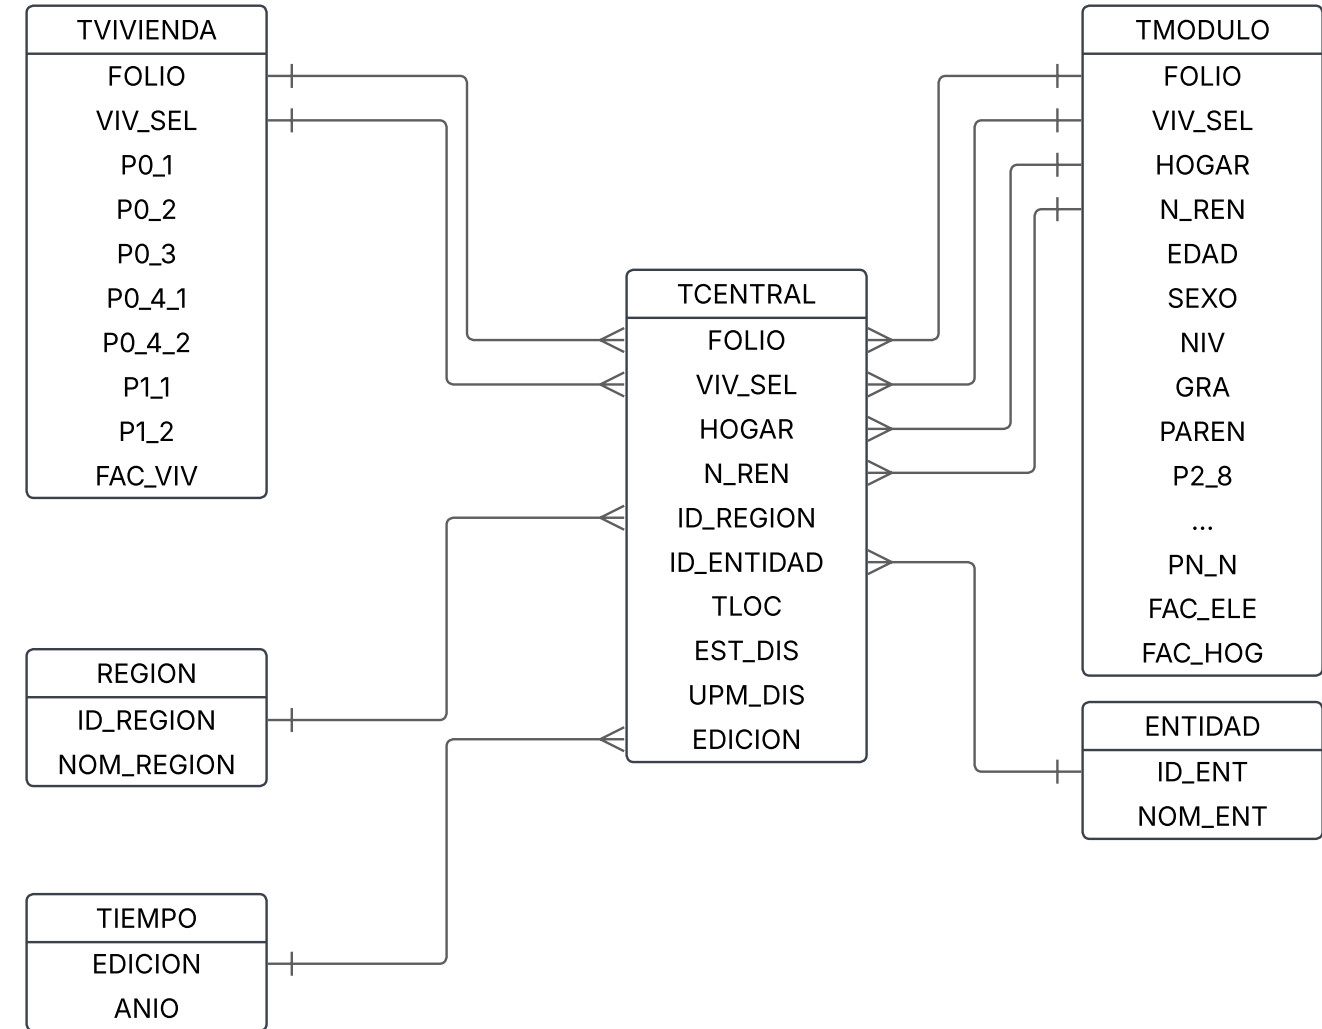 TVIVIENDA
FOLIO
VIV_SEL
P0_1
P0_2
P0_3
P0_4_1
P0_4_2
P1_1
P1_2
FAC_VIV
REGION
ID_REGION
NOM_REGION
TIEMPO
EDICION
ANIO
TCENTRAL
FOLIO
VIV_SEL
HOGAR
N_REN
ID_REGION
ID_ENTIDAD
TLOC
EST_DIS
UPM_DIS
EDICION
TMODULO
FOLIO
VIV_SEL
HOGAR
N_REN
EDAD
SEXO
NIV
GRA
PAREN
P2_8
...
PN_N
FAC_ELE
FAC_HOG
ENTIDAD
ID_ENT
NOM_ENT